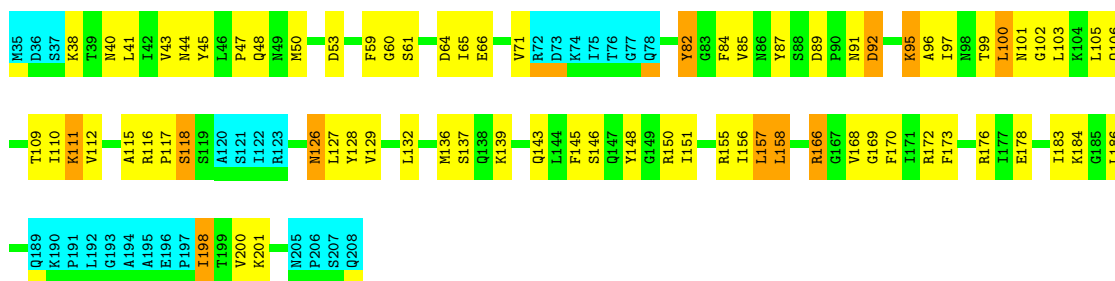 M35 D36 S37 K38 T39 N40 L41 I42 V43 N44 Y45 L46 P47 Q48 N49 M50 D53 F59 G60 S61 D64 I65 E66 V71 R72 D73 K74 I75 T76 G77 Q78 Y82 G83 F84 V85 N86 Y87 S88 D89 P90 N91 D92 K95 A96 I97 N98 T99 L100 N101 G102 L103 K104 L105
T109 I110 K111 V112 A115 R116 P117 S118 S119 A120 S121 I122 R123 N126 L127 Y128 V129 L132 M136 S137 Q138 K139 Q143 L144 F145 S146 Q147 Y148 G149 R150 I151 R155 I156 L157 L158 R166 G167 V168 G169 F170 I171 R172 F173 R176 I177 E178 I183 K184 G185
Q189 K190 P191 L192 G193 A194 A195 E196 P197 I198 T199 V200 K201 N205 P206 S207 Q208